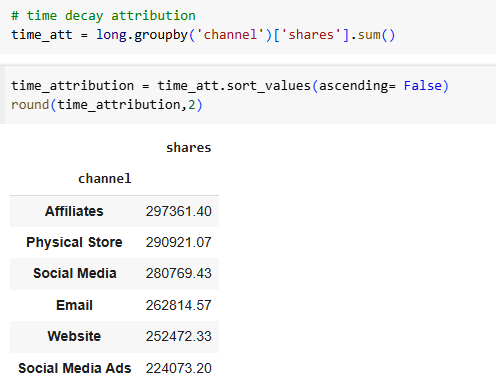 # time decay attribution
time_att = long.groupby('channel')['shares'].sum()
time_attribution = time_att.sort_values(ascending= False)
round(time_attribution,2)
shares
channel
Affiliates 297361.40
Physical Store 290921.07
Social Media 280769.43
Email 262814.57
Website 252472.33
Social Media Ads 224073.20